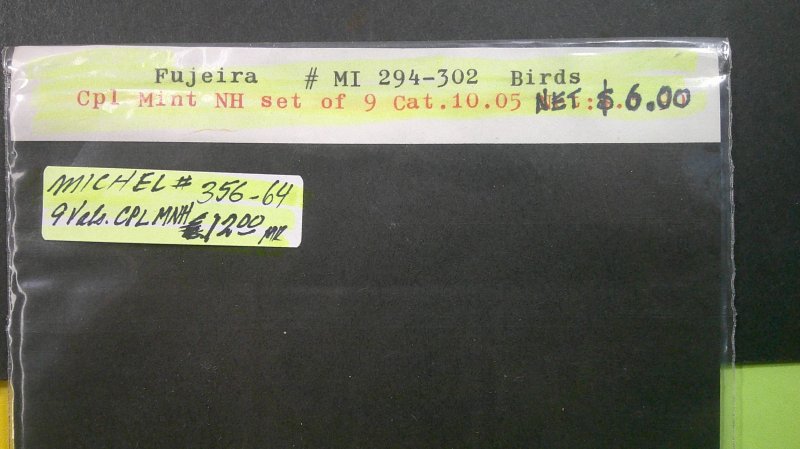 Fujeira # MI 294-302 Birds
Cpl Mint NH set of 9 Cat.10.05 NET: $ 6.00
MICHEL # 356-64
9 Vals. CPL MNH 12.00